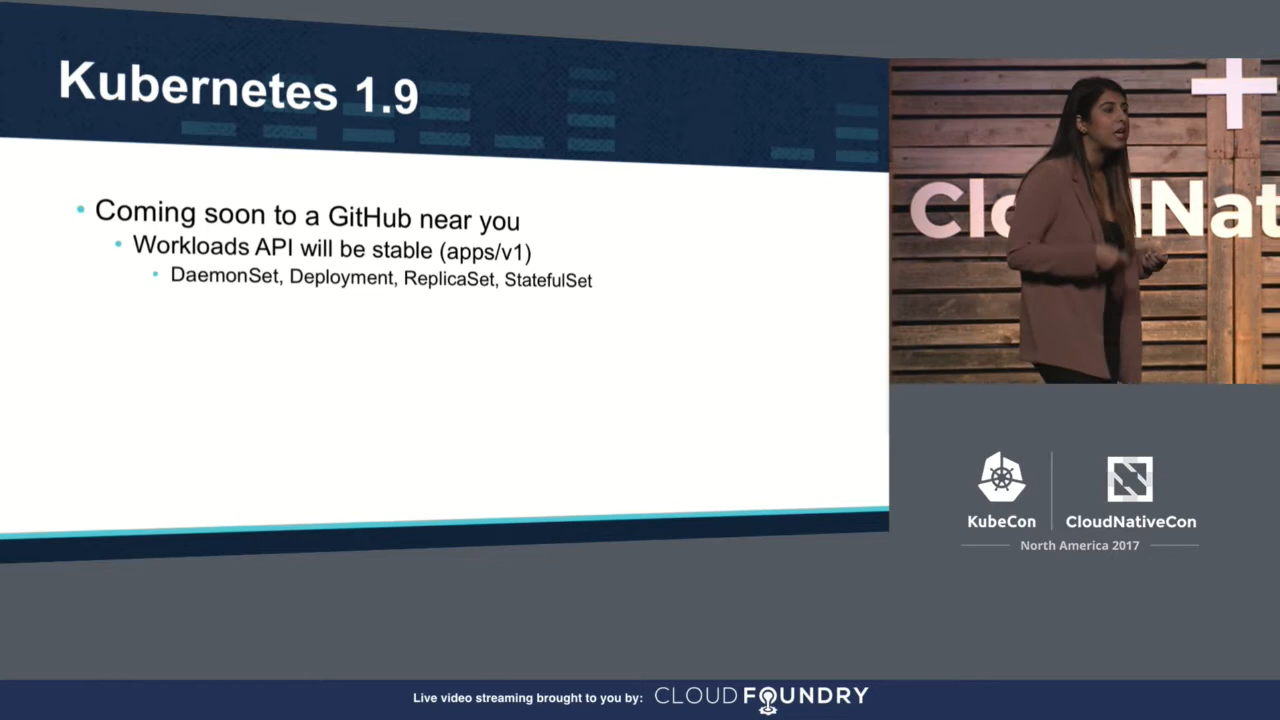 Kubernetes 1.9
Coming soon to a GitHub near you
Workloads API will be stable (apps/v1)
DaemonSet, Deployment, ReplicaSet, StatefulSet
KubeCon
CloudNativeCon
North America 2017
Live video streaming brought to you by: CLOUD FOUNDRY